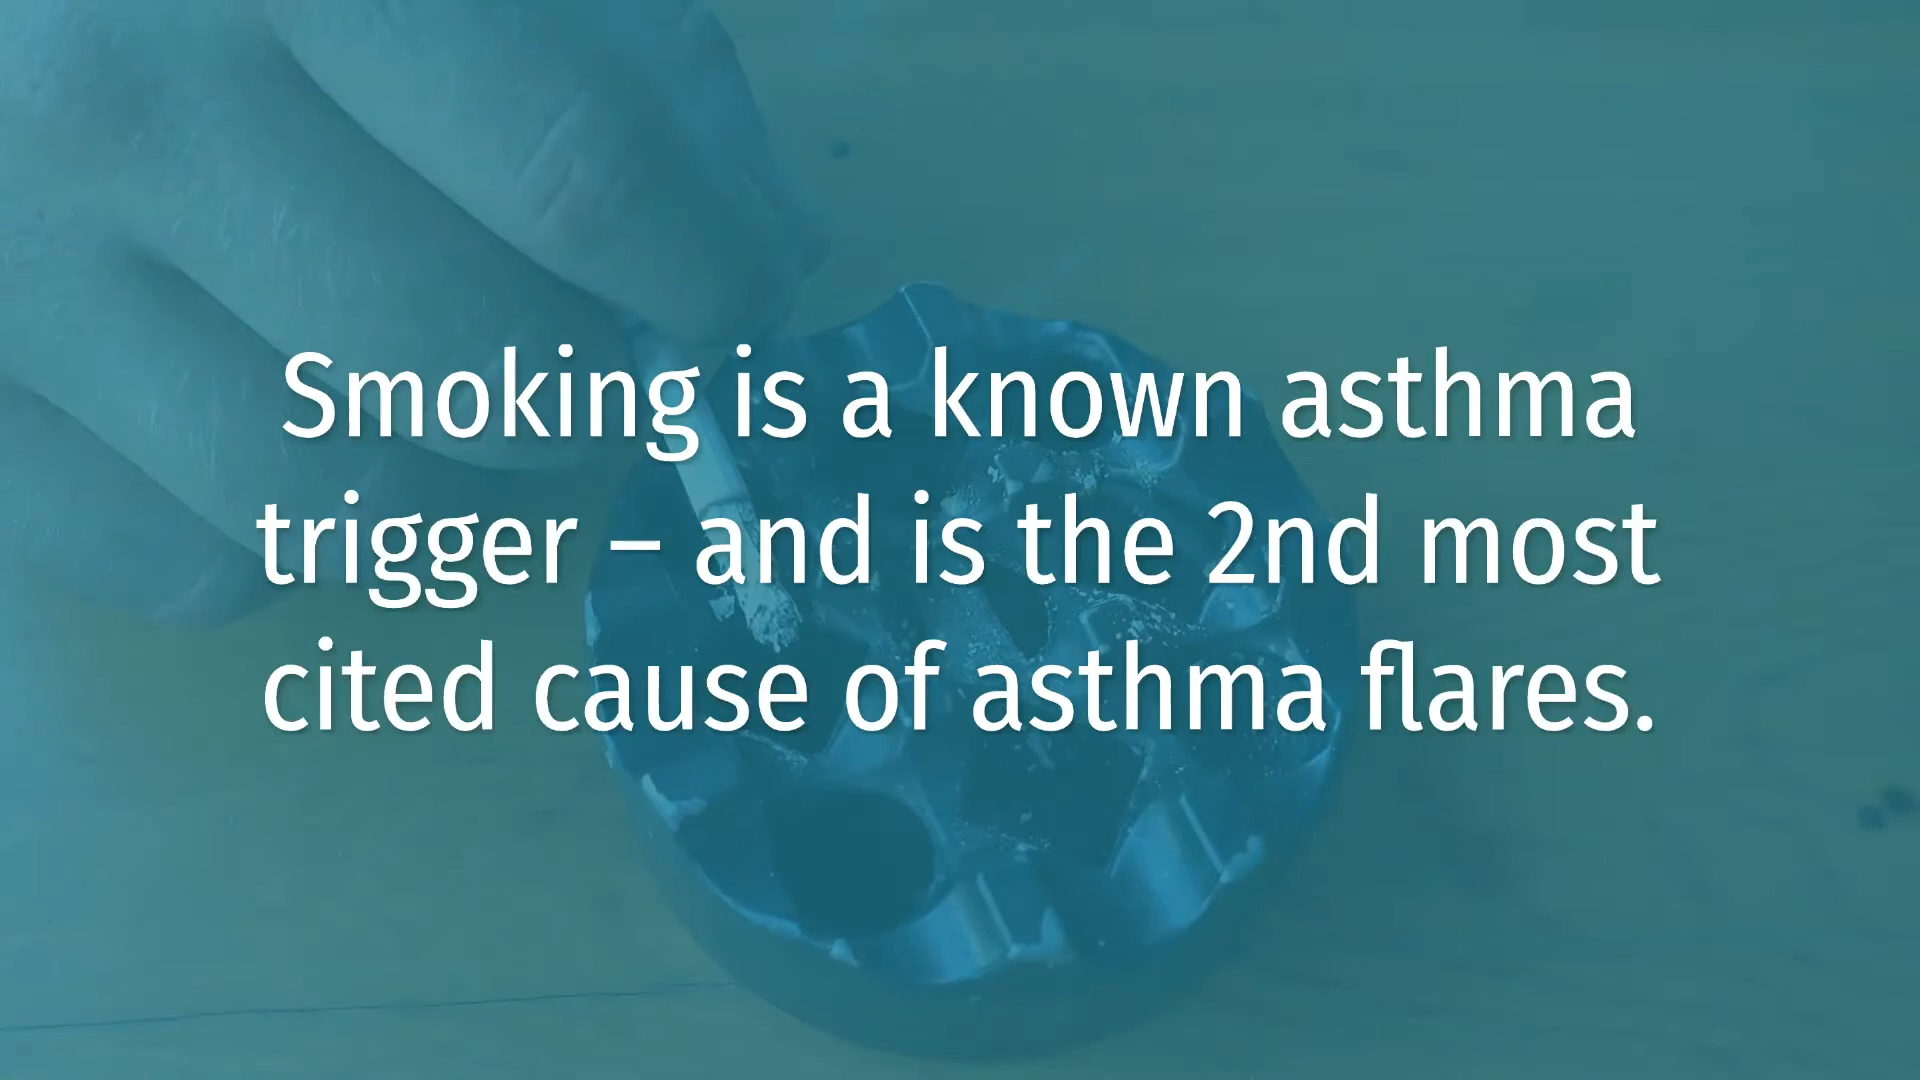 Smoking is a known asthma
trigger – and is the 2nd most
cited cause of asthma flares.